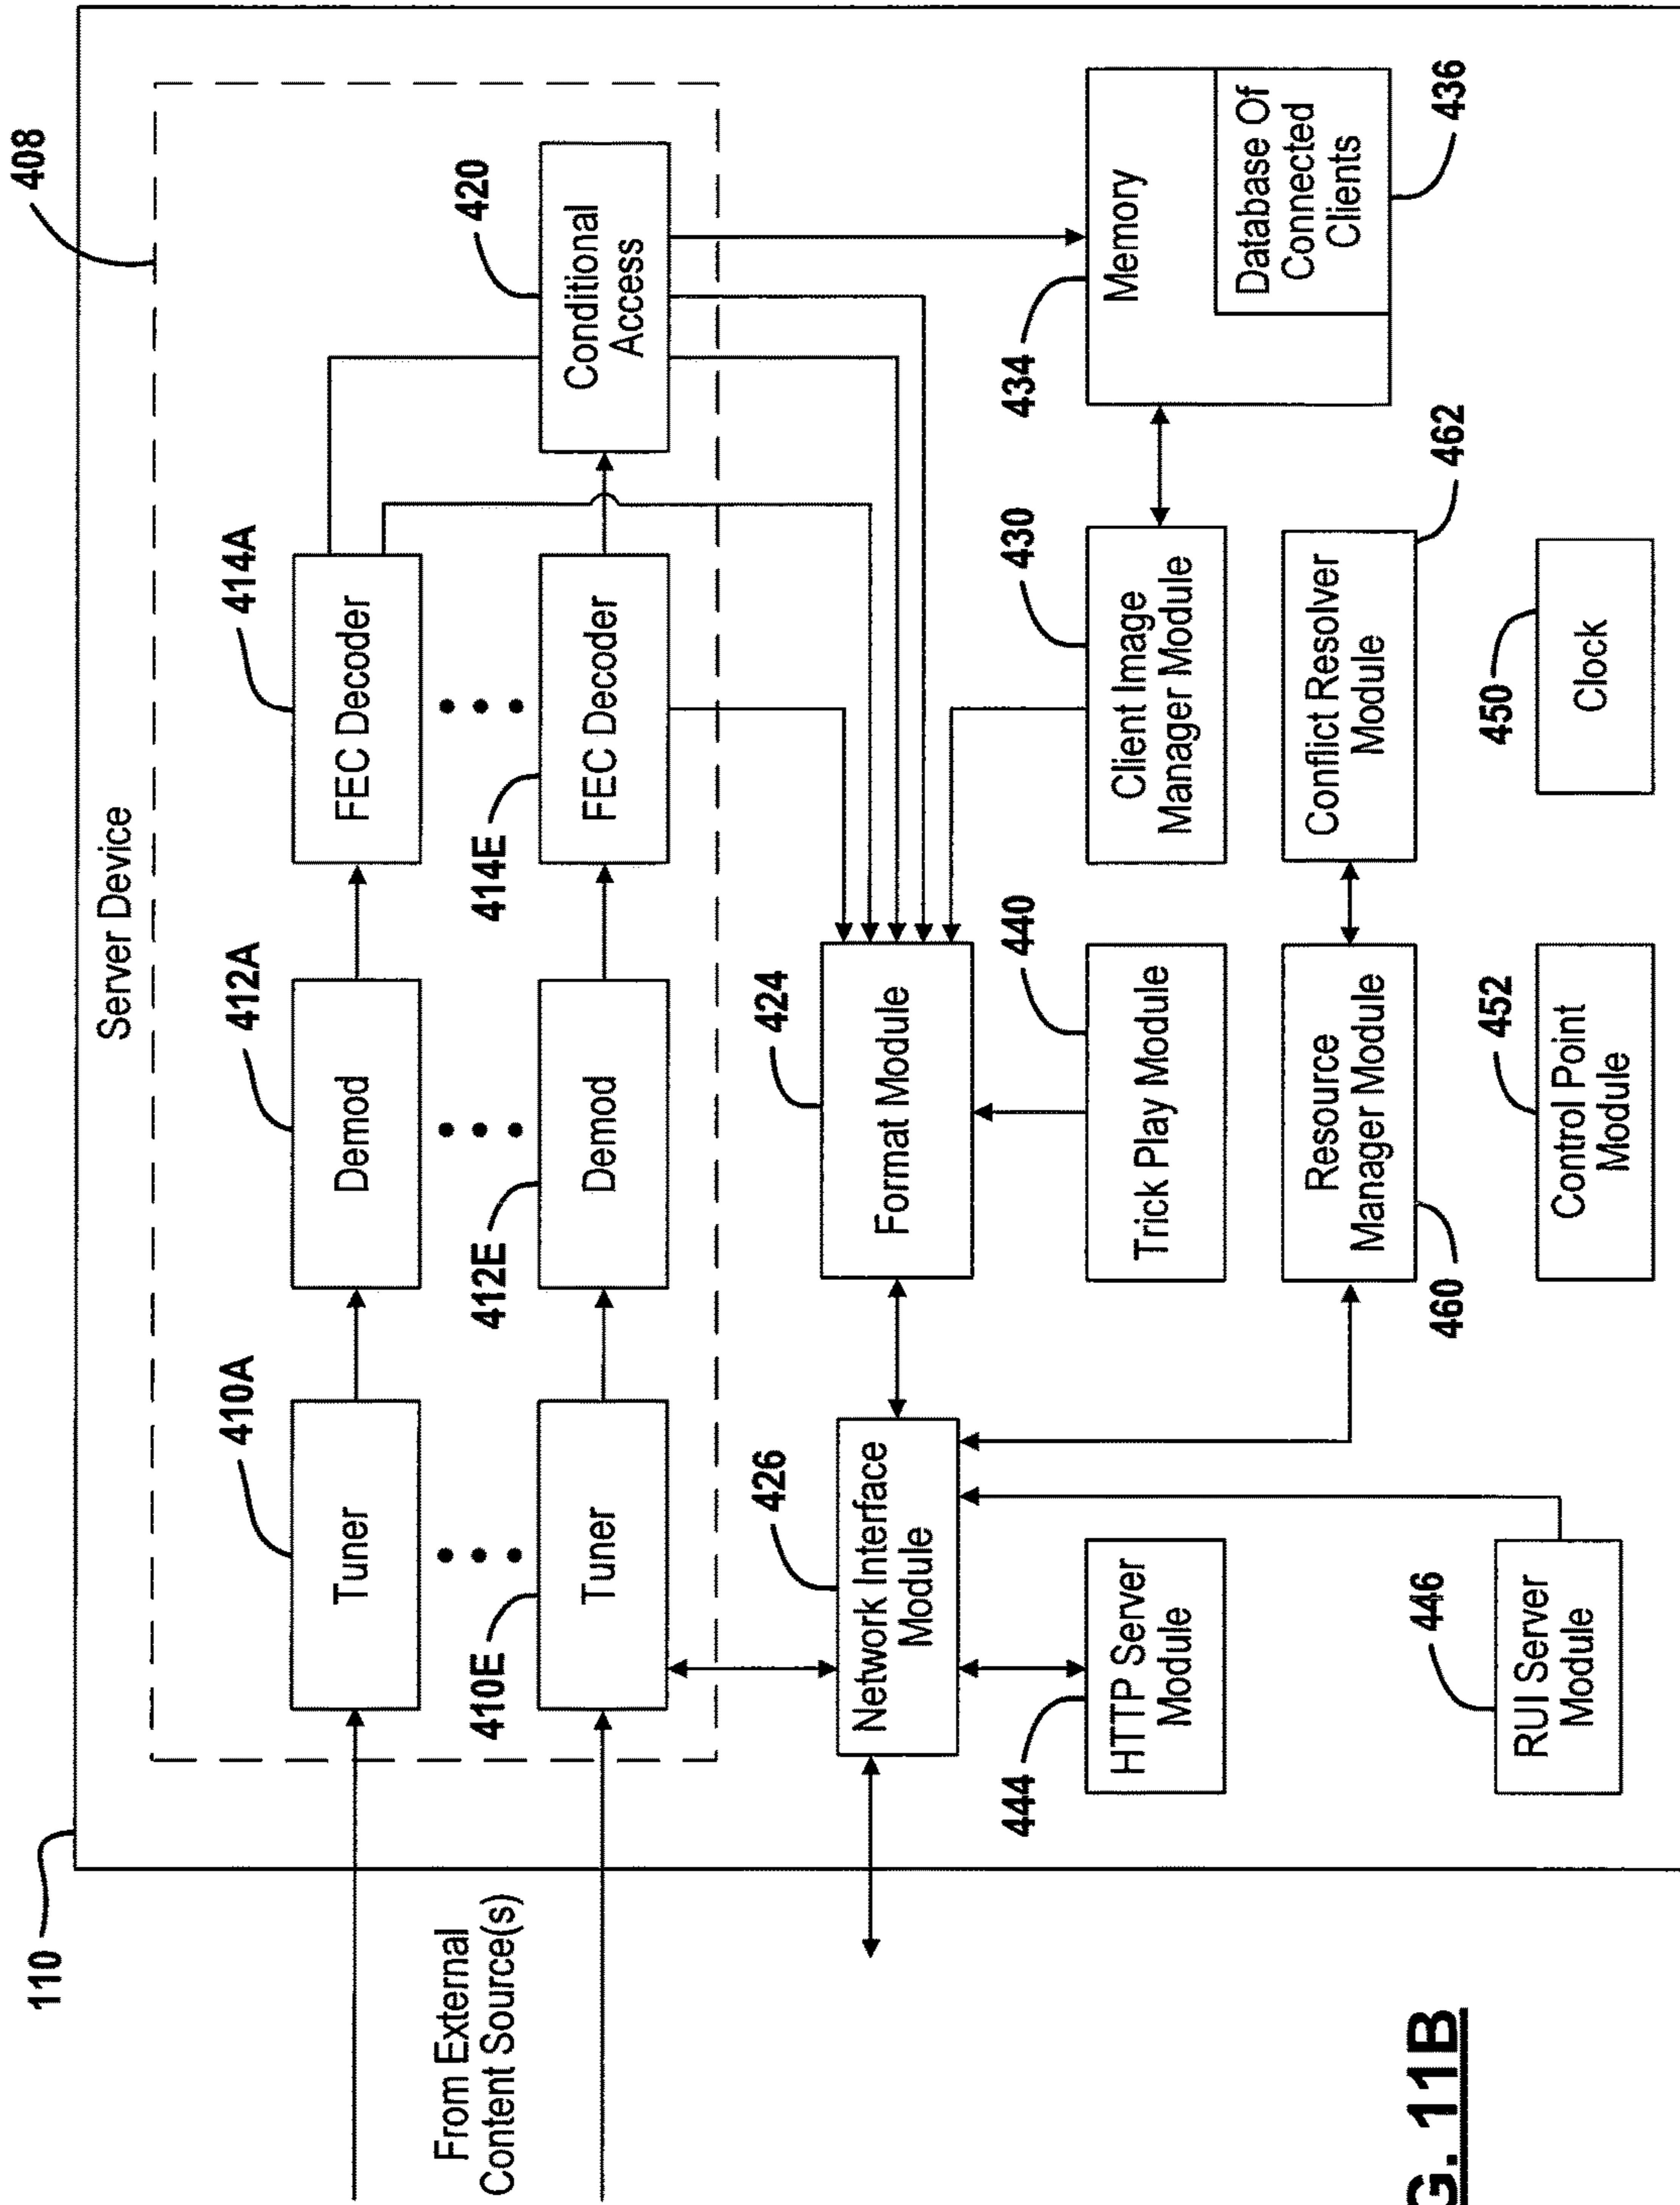 110
Server Device
408
From External
Content Source(s)
410A
Tuner
412A
Demod
414A
FEC Decoder
410E
Tuner
412E
Demod
414E
FEC Decoder
420
Conditional
Access
426
Network Interface
Module
424
Format Module
434
Memory
Database Of
Connected
Clients
436
444
HTTP Server
Module
440
Trick Play Module
430
Client Image
Manager Module
460
Resource
Manager Module
462
Conflict Resolver
Module
446
RUI Server
Module
452
Control Point
Module
450
Clock
G. 11B